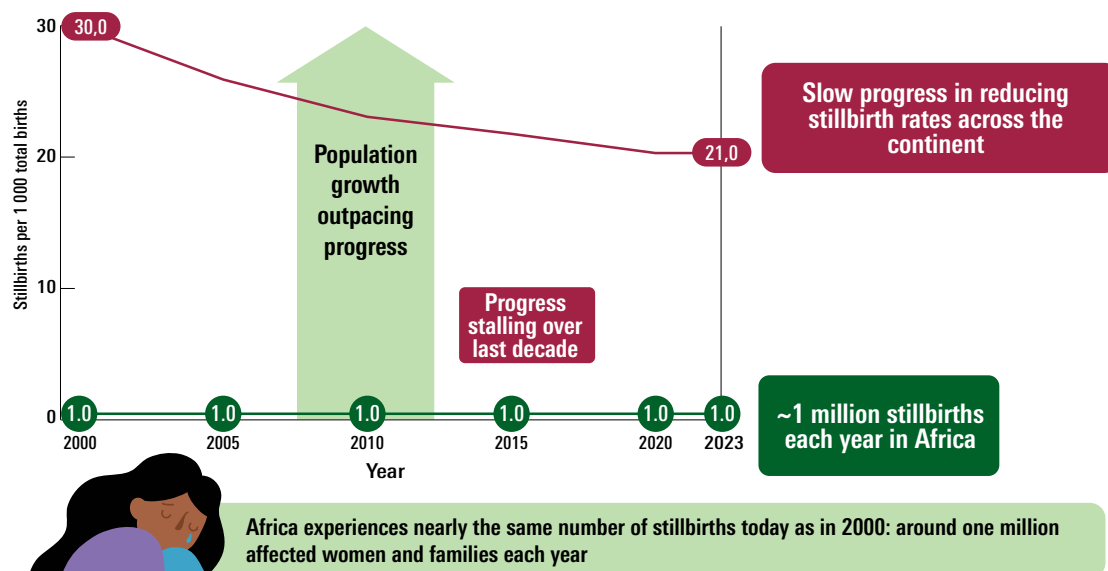 30
30,0
Slow progress in reducing
stillbirth rates across the
continent
Stillbirths per 1 000 total births
20
21,0
Population
growth
outpacing
progress
10
Progress
stalling over
last decade
0
1.0
1.0
1.0
1.0
1.0
1.0
~1 million stillbirths
each year in Africa
2000
2005
2010
2015
2020
2023
Year
Africa experiences nearly the same number of stillbirths today as in 2000: around one million
affected women and families each year